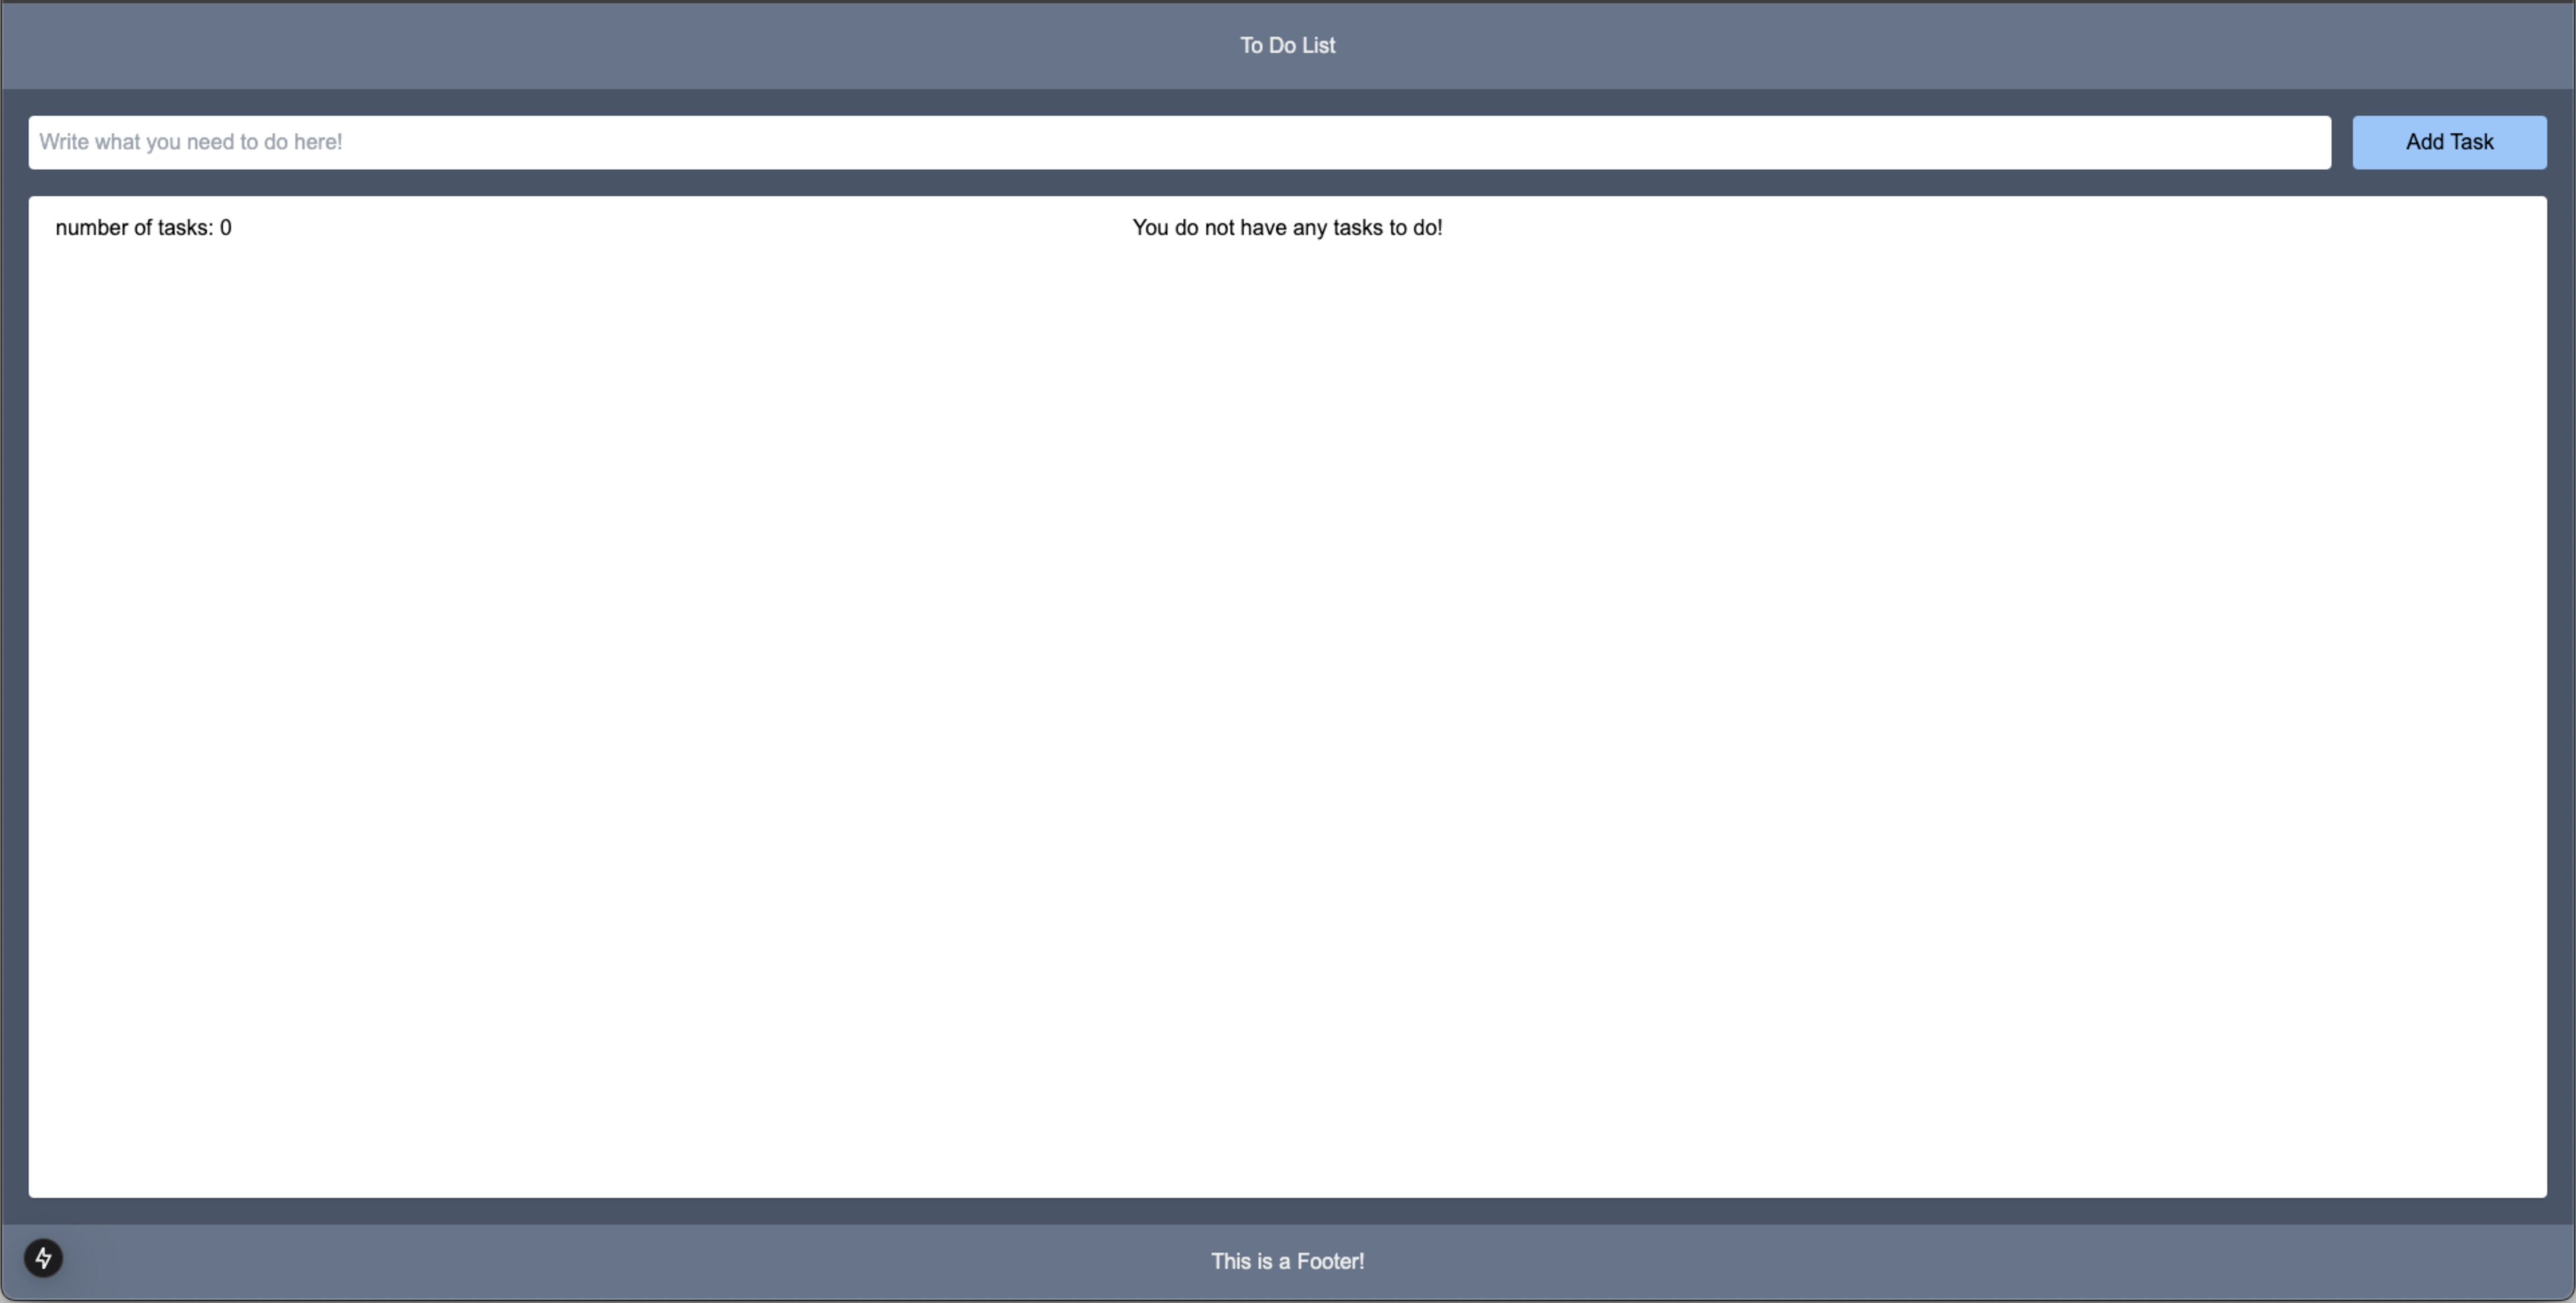 To Do List
Write what you need to do here!
Add Task
number of tasks: 0
You do not have any tasks to do!
This is a Footer!